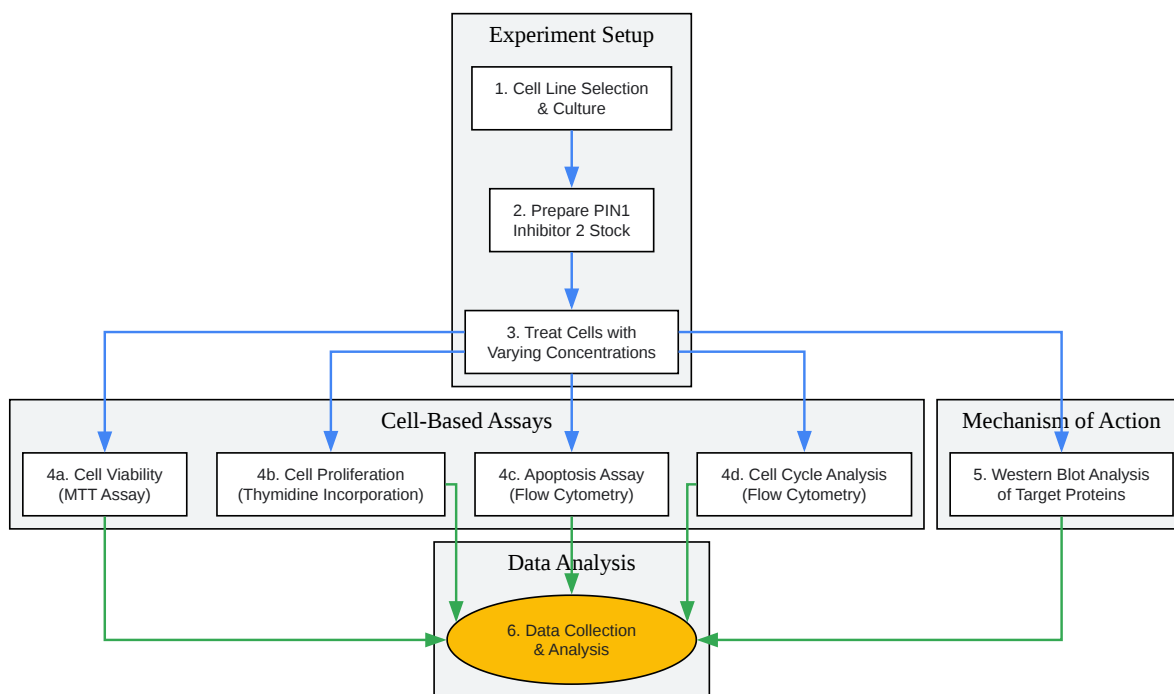 Experiment Setup
1. Cell Line Selection
& Culture
2. Prepare PIN1
Inhibitor 2 Stock
3. Treat Cells with
Varying Concentrations
Cell-Based Assays
4a. Cell Viability
(MTT Assay)
4b. Cell Proliferation
(Thymidine Incorporation)
4c. Apoptosis Assay
(Flow Cytometry)
4d. Cell Cycle Analysis
(Flow Cytometry)
Mechanism of Action
5. Western Blot Analysis
of Target Proteins
Data Analysis
6. Data Collection
& Analysis